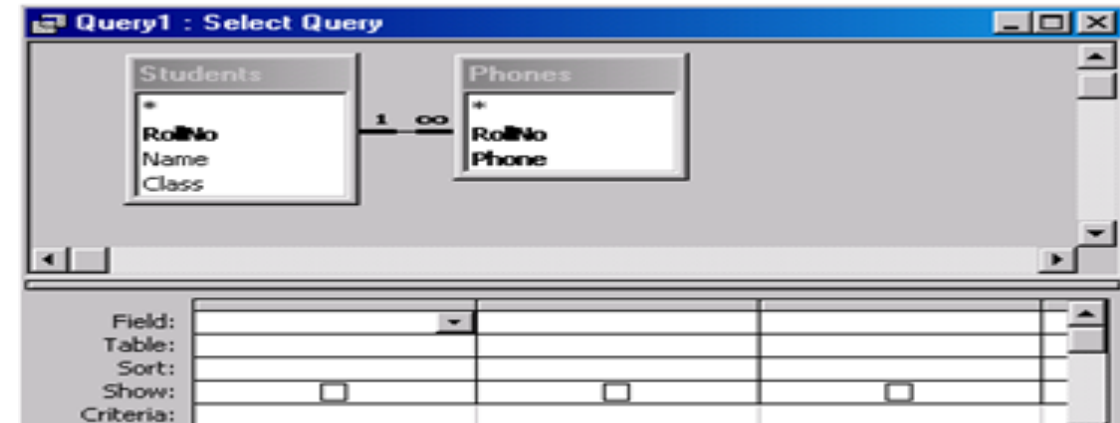 Query1 : Select Query
Students
*
RollNo
Name
Class
1 ∞
Phones
*
RollNo
Phone
Field:
Table:
Sort:
Show:
Criteria: